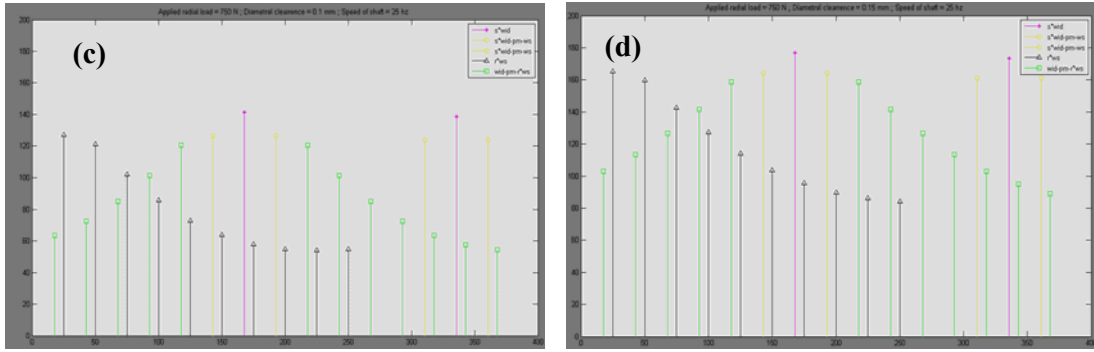 Applied radial load = 750 N ; Diametral clearnence = 0.1 mm ; Speed of shaft = 25 hz
(c)
s*wid
s*wid-pm-ws
s*wid-pm-ws
r*ws
wid-pm-r*ws
200
180
160
140
120
100
80
60
40
20
0
0 50 100 150 200 250 300 350 400
Applied radial load = 750 N ; Diametral clearnence = 0.15 mm ; Speed of shaft = 25 hz
(d)
s*wid
s*wid-pm-ws
s*wid-pm-ws
r*ws
wid-pm-r*ws
200
180
160
140
120
100
80
60
40
20
0
0 50 100 150 200 250 300 350 400